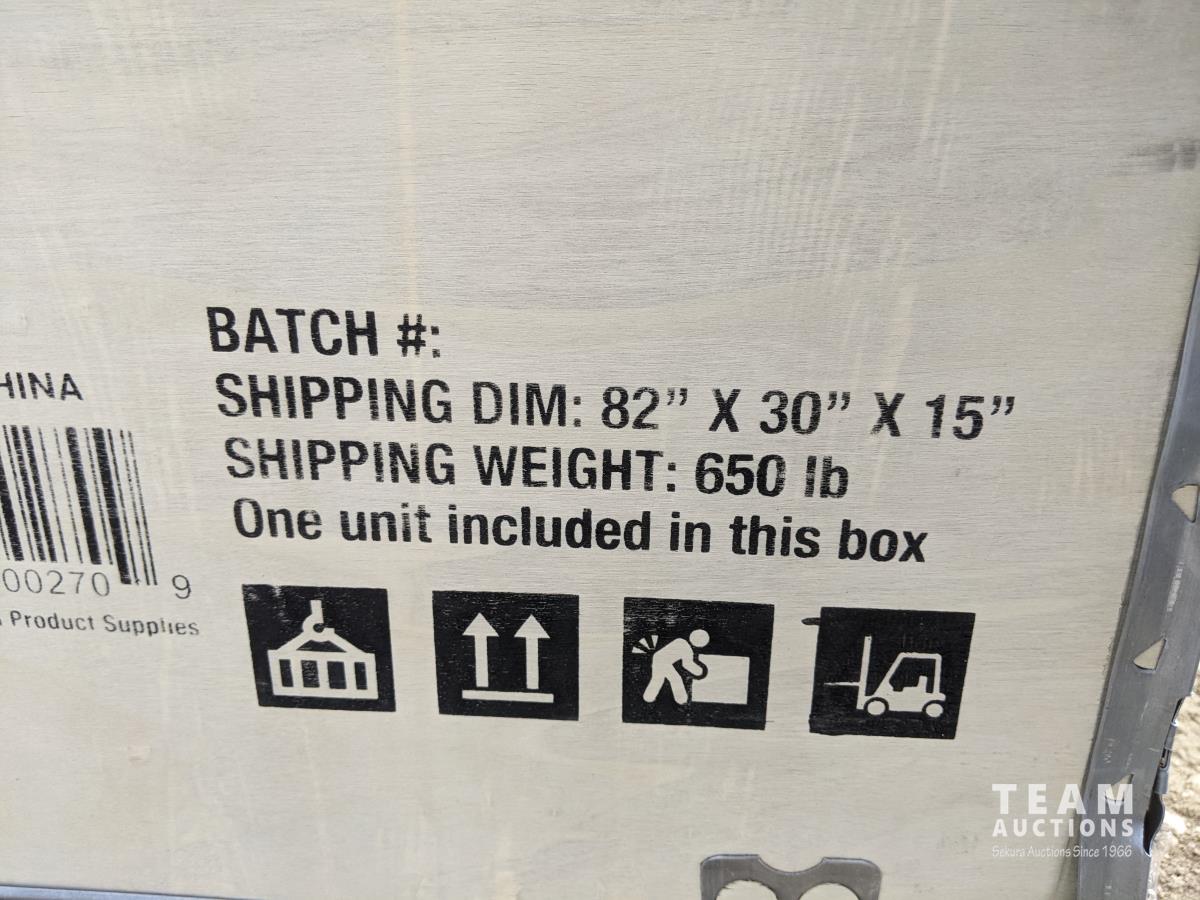 BATCH #:
SHIPPING DIM: 82” X 30” X 15”
SHIPPING WEIGHT: 650 lb
One unit included in this box
HINA
00270 9
Product Supplies
TEAM
AUCTIONS
Sekura Auctions Since 1966